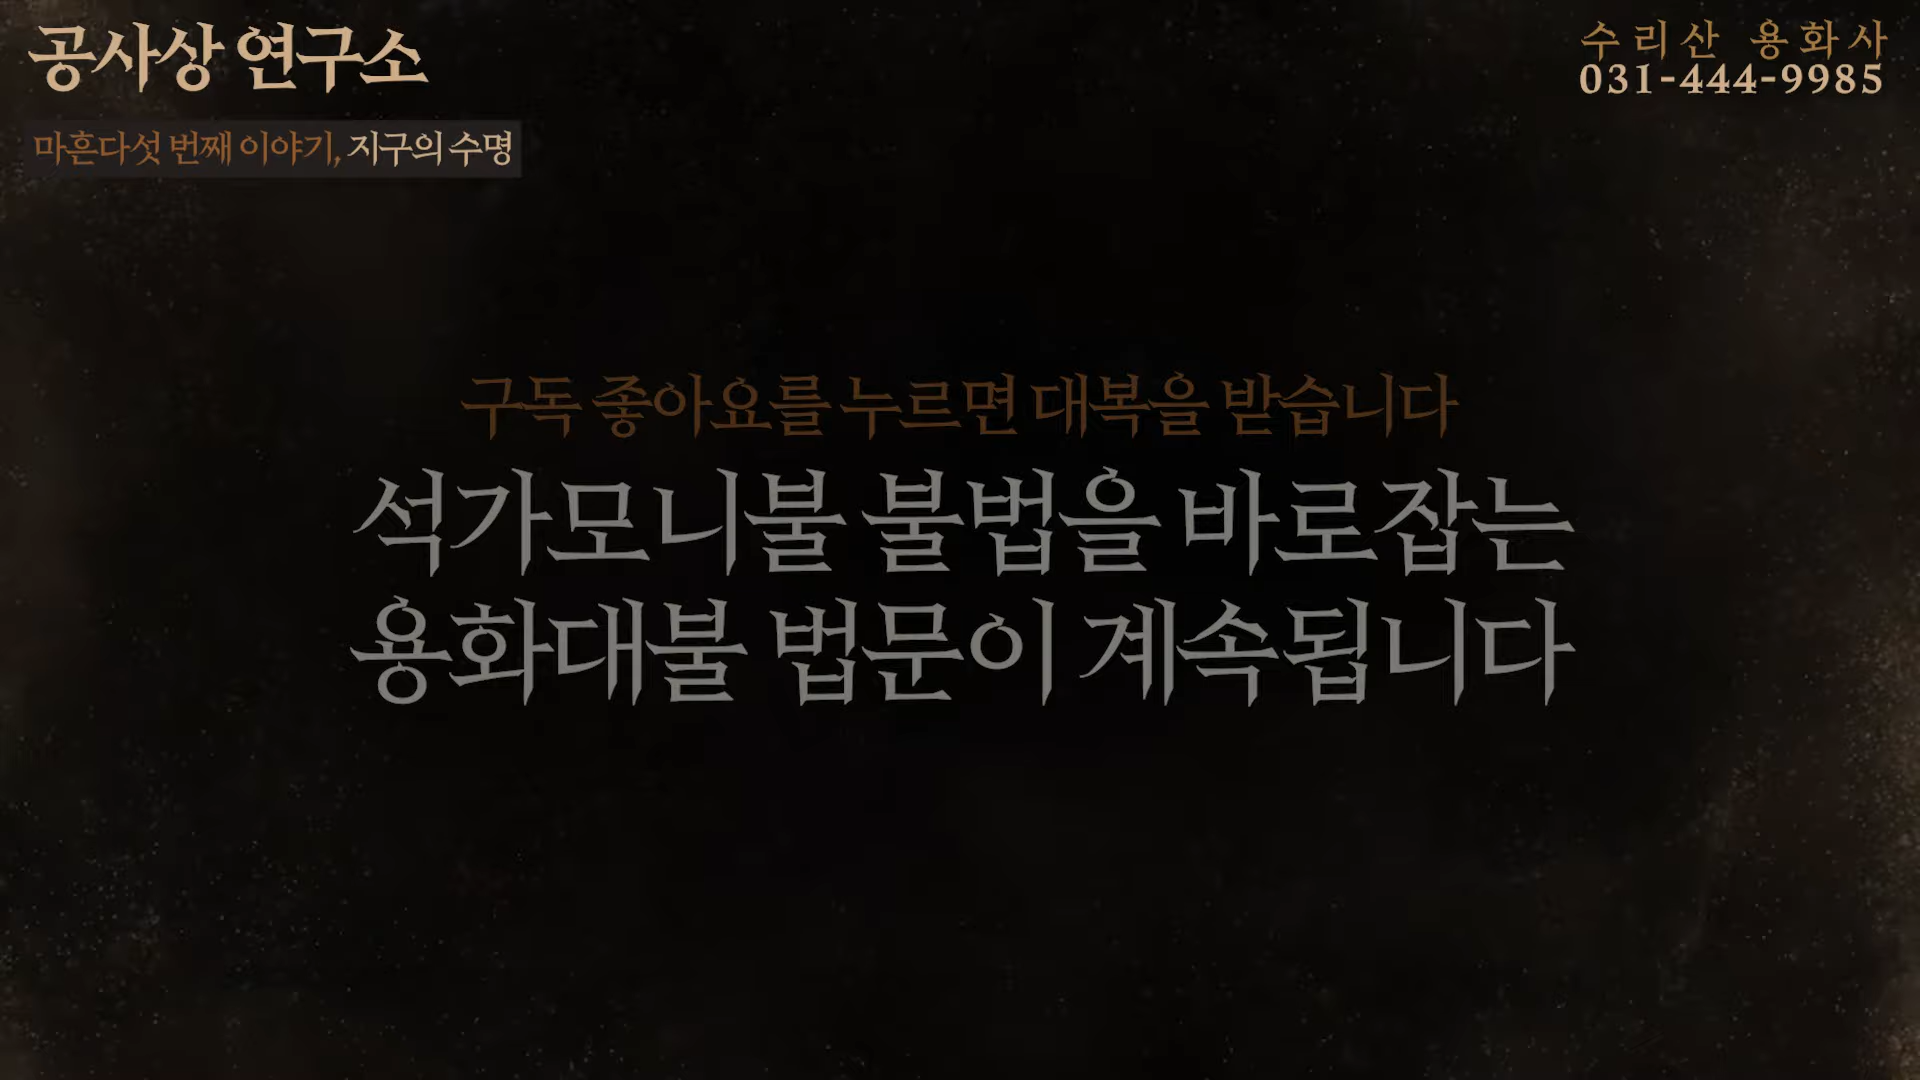 공사상 연구소
수리산 용화사
031-444-9985
마흔다섯 번째 이야기, 지구의 수명
구독 좋아요를 누르면 대복을 받습니다
석가모니불 불법을 바로잡는
용화대불 법문이 계속됩니다